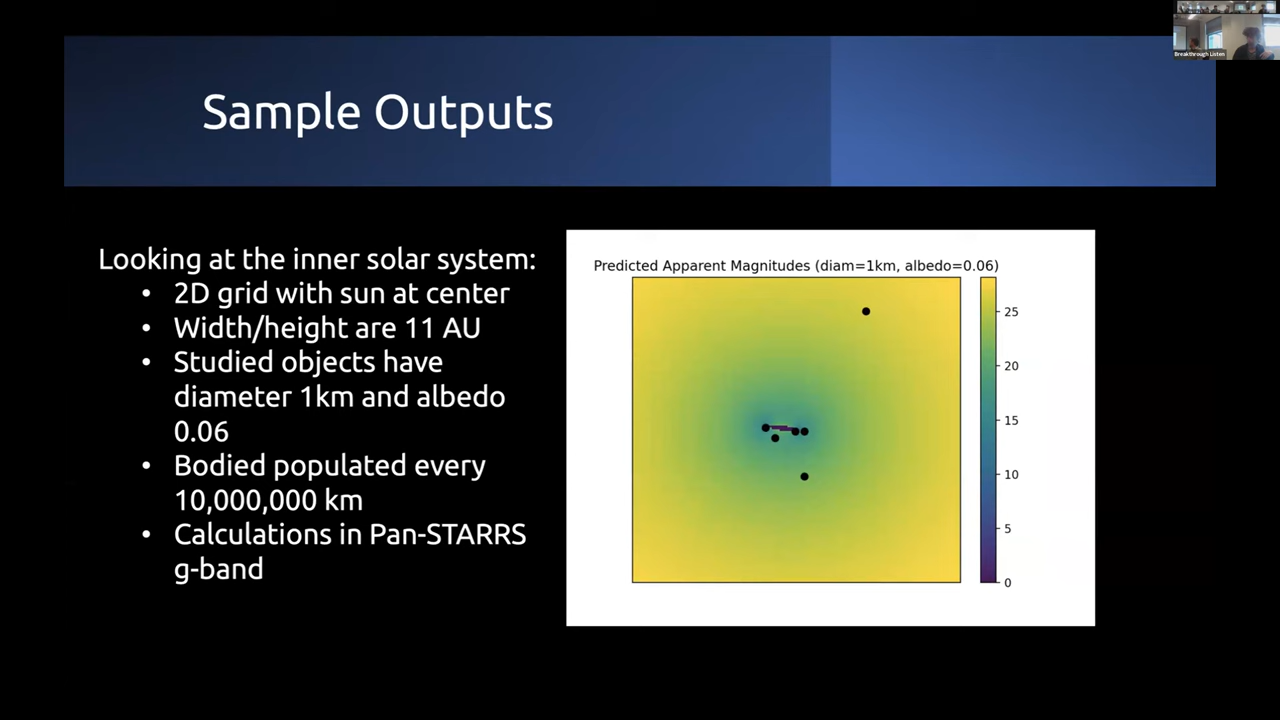 Breakthrough Listen
Sample Outputs
Looking at the inner solar system:
• 2D grid with sun at center
• Width/height are 11 AU
• Studied objects have
diameter 1km and albedo
0.06
• Bodied populated every
10,000,000 km
• Calculations in Pan-STARRS
g-band
Predicted Apparent Magnitudes (diam=1km, albedo=0.06)
25
20
15
10
5
0